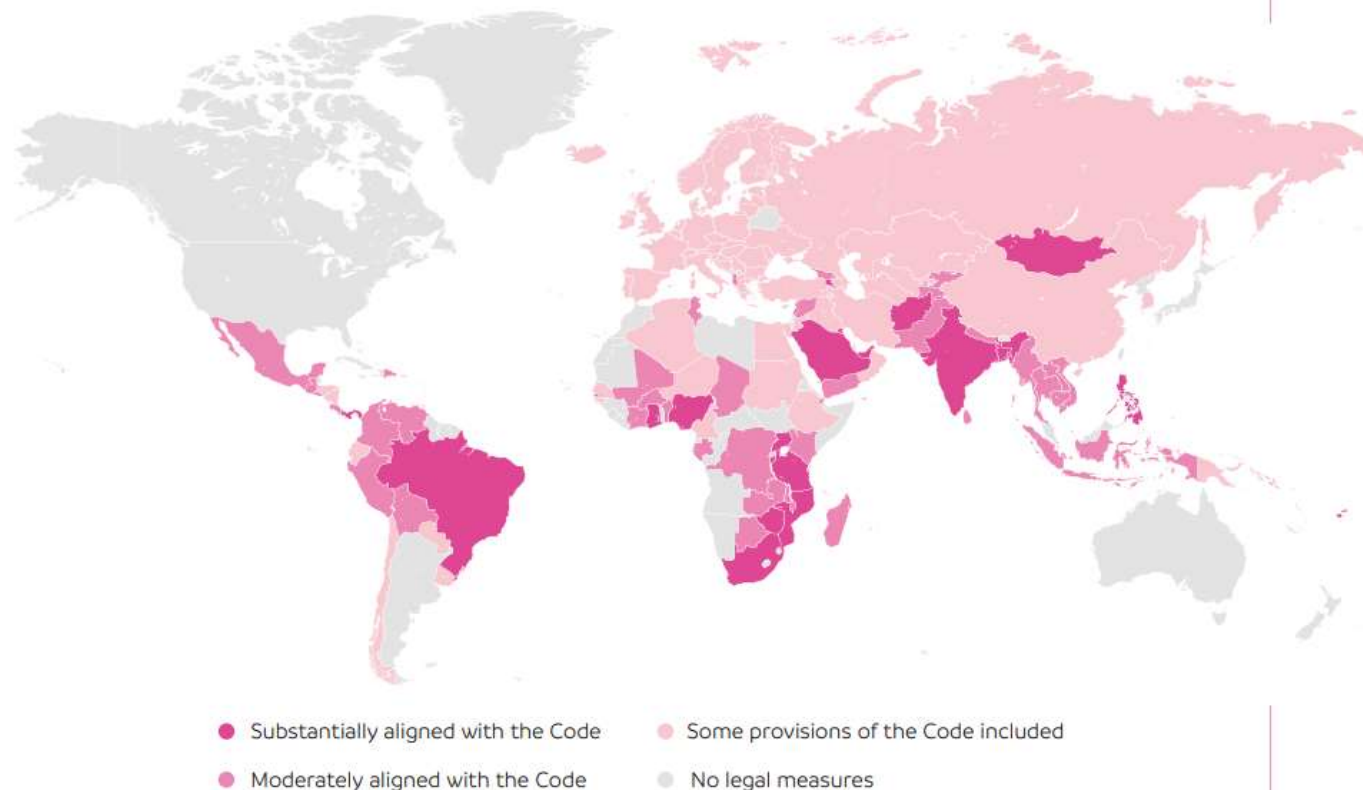 Substantially aligned with the Code
Some provisions of the Code included
Moderately aligned with the Code
No legal measures